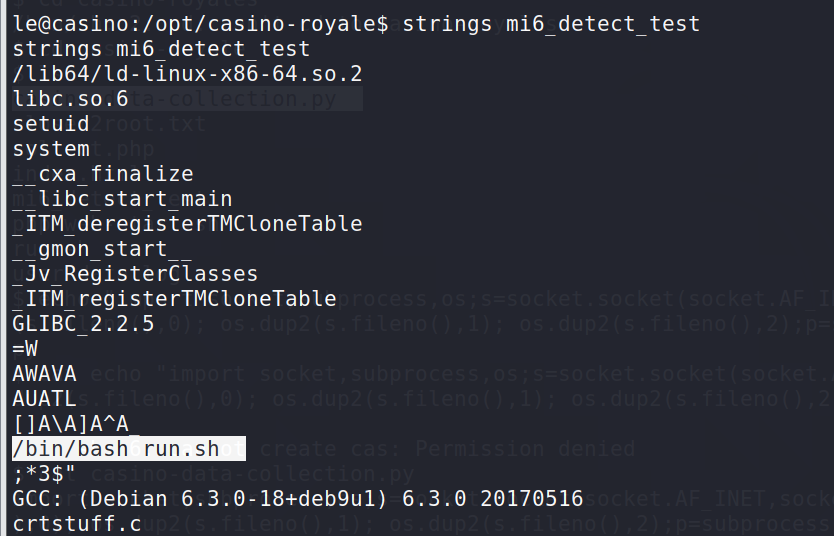 le@casino:/opt/casino-royale$ strings mi6_detect_test
strings mi6_detect_test
/lib64/ld-linux-x86-64.so.2
libc.so.6
setuid
system
__cxa_finalize
__libc_start_main
_ITM_deregisterTMCloneTable
__gmon_start__
_Jv_RegisterClasses
_ITM_registerTMCloneTable
GLIBC_2.2.5
=W
AWAVA
AUATL
[]A\A]A^A_
/bin/bash run.sh
;*3$"
GCC: (Debian 6.3.0-18+deb9u1) 6.3.0 20170516
crtstuff.c